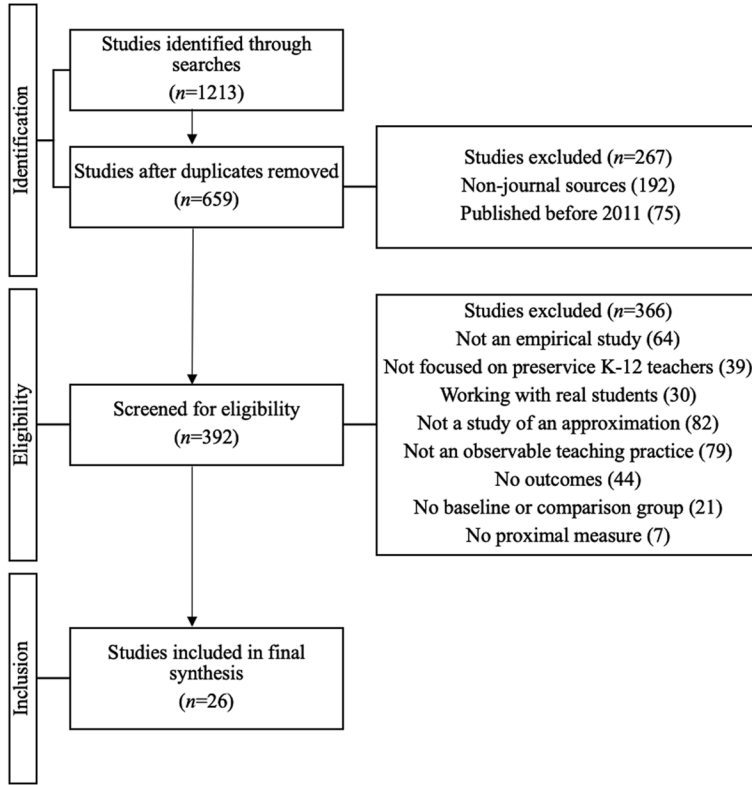 Identification
Studies identified through
searches
(n=1213)
Studies after duplicates removed
(n=659)
Studies excluded (n=267)
Non-journal sources (192)
Published before 2011 (75)
Eligibility
Screened for eligibility
(n=392)
Studies excluded (n=366)
Not an empirical study (64)
Not focused on preservice K-12 teachers (39)
Working with real students (30)
Not a study of an approximation (82)
Not an observable teaching practice (79)
No outcomes (44)
No baseline or comparison group (21)
No proximal measure (7)
Inclusion
Studies included in final
synthesis
(n=26)